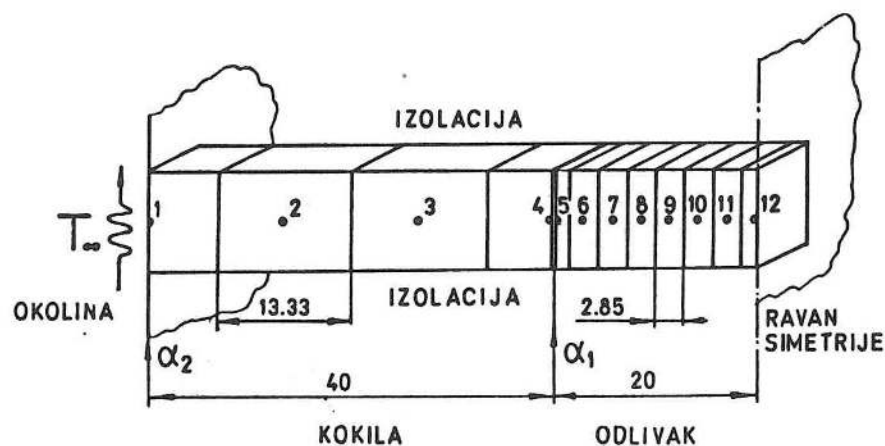 IZOLACIJA
1 2 3 4 5 6 7 8 9 10 11 12
T∞
OKOLINA
13.33
IZOLACIJA
2.85
RAVAN
SIMETRIJE
α2
α1
40
20
KOKILA
ODLIVAK